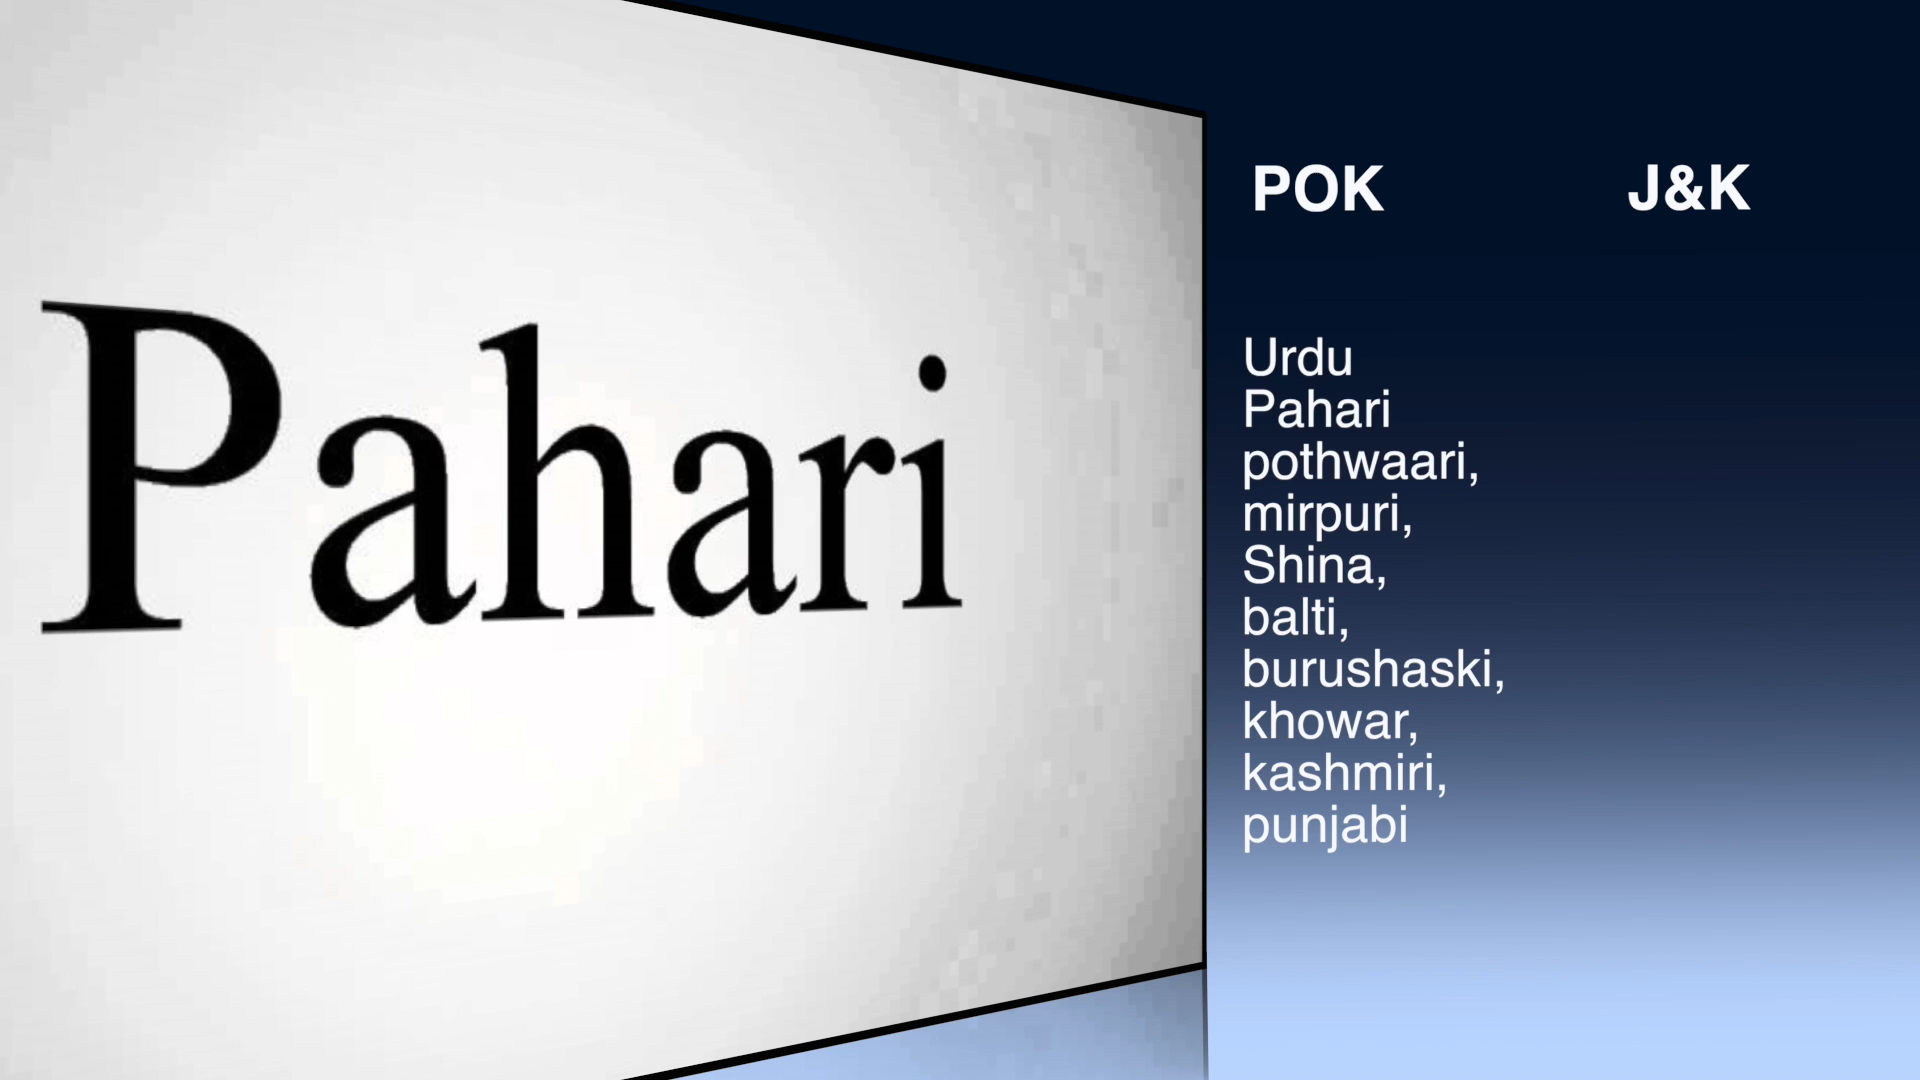 Pahari
POK J&K
Urdu
Pahari
pothwaari,
mirpuri,
Shina,
balti,
burushaski,
khowar,
kashmiri,
punjabi